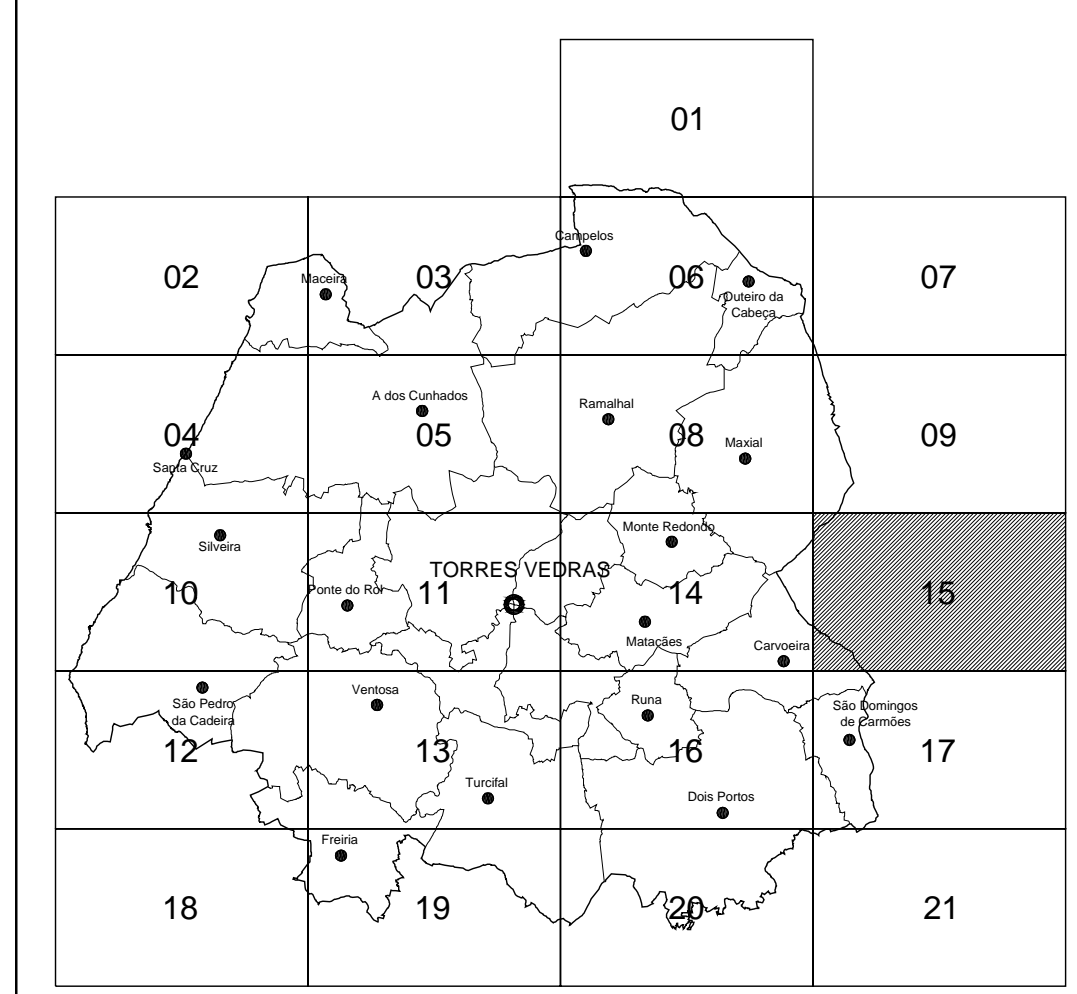 01
Campelos
02
Maceira
03
06
Outeiro da
Cabeça
07
A dos Cunhados
Ramalhal
04
Santa Cruz
05
08
Maxial
09
Silveira
Monte Redondo
TORRES VEDRAS
10
Ponte do Rol
11
14
15
Matacães
Carvoeira
São Pedro
da Cadeira
Ventosa
Runa
São Domingos
de Carmões
12
13
16
17
Turcifal
Dois Portos
Freiria
18
19
20
21